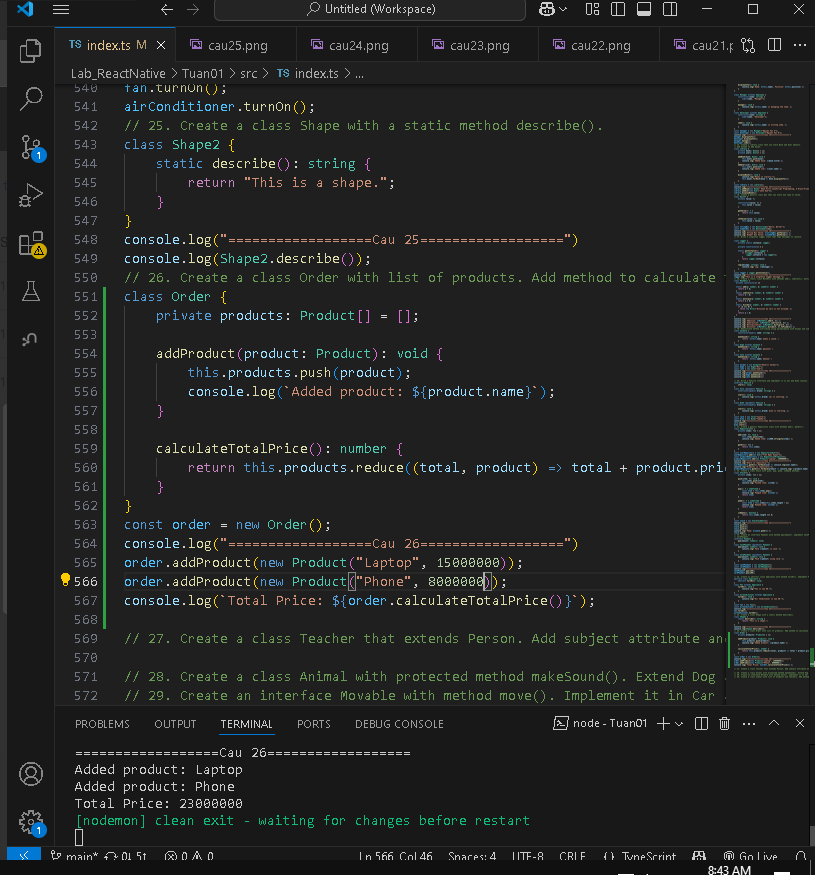 Untitled (Workspace)
TS index.ts M
cau25.png
cau24.png
cau23.png
cau22.png
cau21.p
Lab_ReactNative > Tuan01 > src > TS index.ts > ...
540 fan.turnOn();
541 airConditioner.turnOn();
542 // 25. Create a class Shape with a static method describe().
543 class Shape2 {
544 static describe(): string {
545 return "This is a shape.";
546 }
547 }
548 console.log("==================Cau 25==================")
549 console.log(Shape2.describe());
550 // 26. Create a class Order with list of products. Add method to calculate
551 class Order {
552 private products: Product[] = [];
553
554 addProduct(product: Product): void {
555 this.products.push(product);
556 console.log(`Added product: ${product.name}`);
557 }
558
559 calculateTotalPrice(): number {
560 return this.products.reduce((total, product) => total + product.pri
561 }
562 }
563 const order = new Order();
564 console.log("==================Cau 26==================")
565 order.addProduct(new Product("Laptop", 15000000));
566 order.addProduct(new Product("Phone", 8000000));
567 console.log(`Total Price: ${order.calculateTotalPrice()}`);
568
569 // 27. Create a class Teacher that extends Person. Add subject attribute an
570
571 // 28. Create a class Animal with protected method makeSound(). Extend Dog
572 // 29. Create an interface Movable with method move(). Implement it in Car
PROBLEMS OUTPUT TERMINAL PORTS DEBUG CONSOLE
node - Tuan01
==================Cau 26==================
Added product: Laptop
Added product: Phone
Total Price: 23000000
[nodemon] clean exit - waiting for changes before restart
main* 0↓ 5↑ 0 0 Ln 566, Col 46 Spaces: 4 UTF-8 CRLF {} TypeScript Go Live
8:43 AM